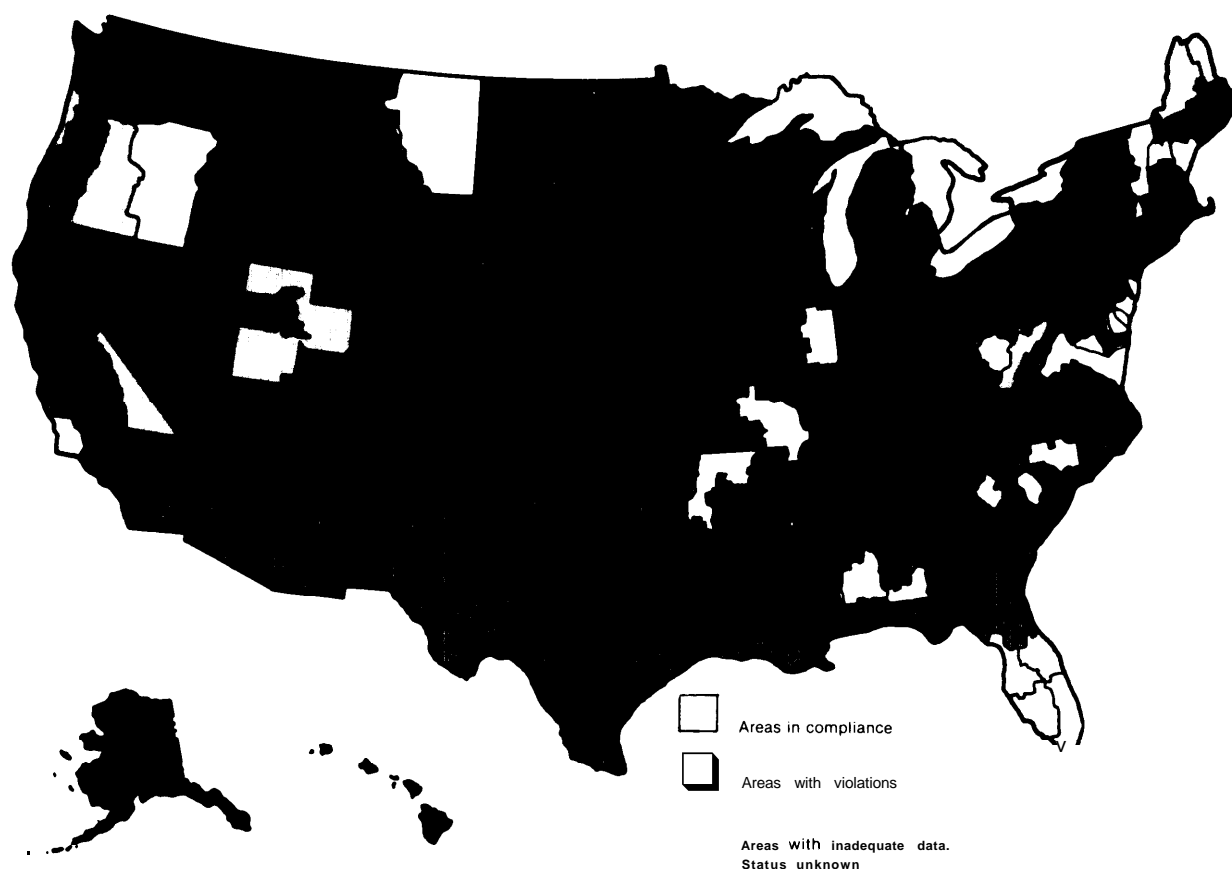 Areas in compliance
Areas with violations
Areas with inadequate data.
Status unknown